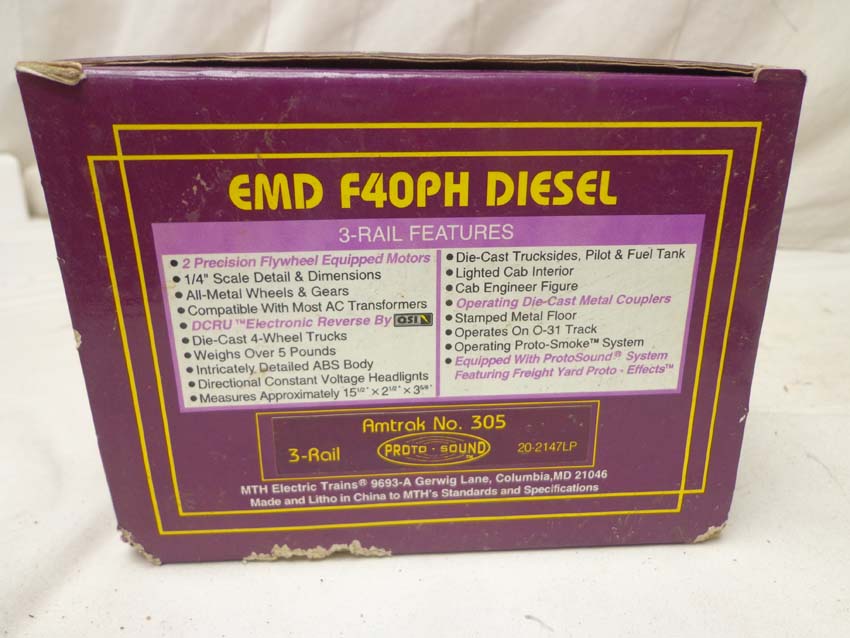 EMD F40PH DIESEL
3-RAIL FEATURES
• 2 Precision Flywheel Equipped Motors
• 1/4" Scale Detail & Dimensions
• All-Metal Wheels & Gears
• Compatible With Most AC Transformers
• DCRU™Electronic Reverse By QSI
• Die-Cast 4-Wheel Trucks
• Weighs Over 5 Pounds
• Intricately Detailed ABS Body
• Directional Constant Voltage Headlights
• Measures Approximately 15 1/2" x 2 1/2" x 3 5/8"
• Die-Cast Trucksides, Pilot & Fuel Tank
• Lighted Cab Interior
• Cab Engineer Figure
• Operating Die-Cast Metal Couplers
• Stamped Metal Floor
• Operates On O-31 Track
• Operating Proto-Smoke™ System
• Equipped With ProtoSound® System
Featuring Freight Yard Proto - Effects™
Amtrak No. 305
3-Rail PROTO - SOUND™ 20-2147LP
MTH Electric Trains® 9693-A Gerwig Lane, Columbia,MD 21046
Made and Litho in China to MTH's Standards and Specifications